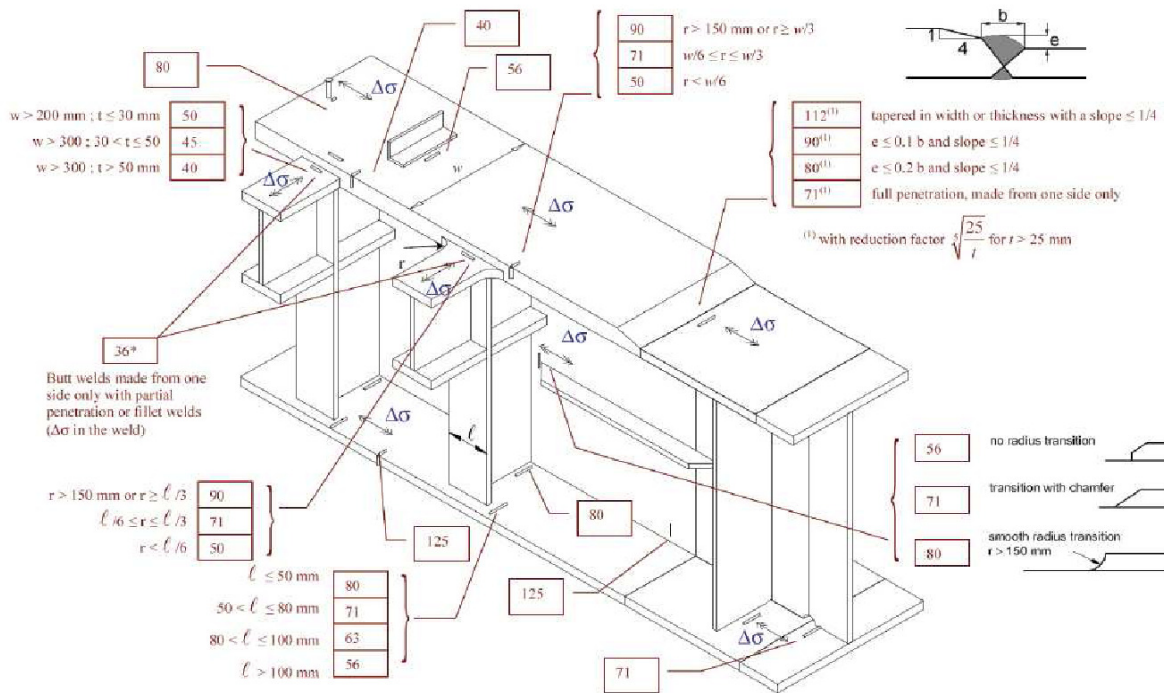 40
90 r > 150 mm or r ≥ w/3
71 w/6 ≤ r ≤ w/3
50 r < w/6
b
1
4
e
80
56
Δσ
w > 200 mm ; t ≤ 30 mm 50
w > 300 ; 30 < t ≤ 50 45
w > 300 ; t > 50 mm 40
w
112(1) tapered in width or thickness with a slope ≤ 1/4
90(1) e ≤ 0.1 b and slope ≤ 1/4
80(1) e ≤ 0.2 b and slope ≤ 1/4
71(1) full penetration, made from one side only
(1) with reduction factor ⁵√25/t for t > 25 mm
Δσ
Δσ
r
Δσ
Δσ
Δσ
36*
Butt welds made from one
side only with partial
penetration or fillet welds
(Δσ in the weld)
Δσ
ℓ
56 no radius transition
71 transition with chamfer
80 smooth radius transition
r > 150 mm
r > 150 mm or r ≥ ℓ /3 90
ℓ /6 ≤ r ≤ ℓ /3 71
r < ℓ /6 50
125
80
ℓ ≤ 50 mm 80
50 < ℓ ≤ 80 mm 71
80 < ℓ ≤ 100 mm 63
ℓ > 100 mm 56
125
Δσ
71